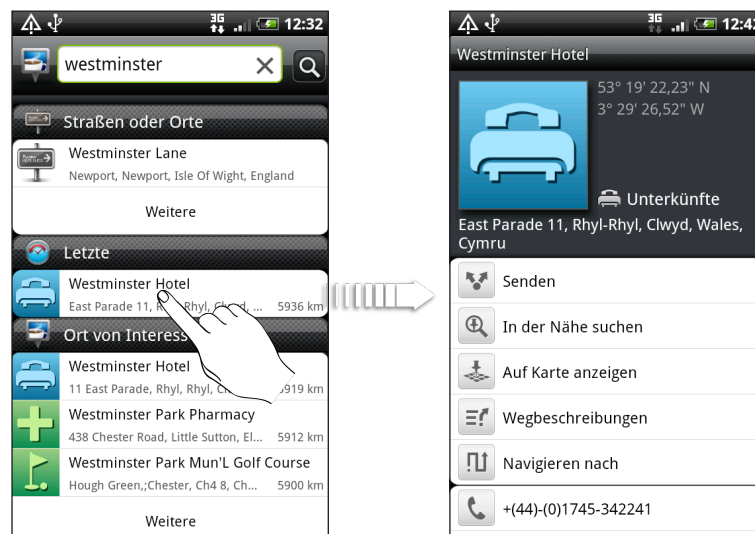 3G 12:32
westminster
Straßen oder Orte
Westminster Lane
Newport, Newport, Isle Of Wight, England
Weitere
Letzte
Westminster Hotel
East Parade 11, Rhyl, ... 5936 km
Ort von Interess
Westminster Hotel
11 East Parade, Rhyl, Rhyl, 5919 km
Westminster Park Pharmacy
438 Chester Road, Little Sutton, El... 5912 km
Westminster Park Mun'L Golf Course
Hough Green,;Chester, Ch4 8, Ch... 5900 km
Weitere
3G 12:42
Westminster Hotel
53° 19' 22,23" N
3° 29' 26,52" W
Unterkünfte
East Parade 11, Rhyl-Rhyl, Clwyd, Wales,
Cymru
Senden
In der Nähe suchen
Auf Karte anzeigen
Wegbeschreibungen
Navigieren nach
+(44)-(0)1745-342241